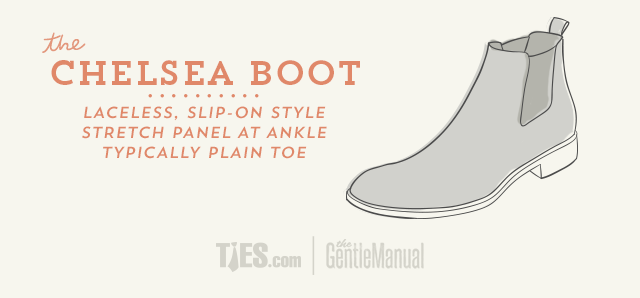 the
CHELSEA BOOT
LACELESS, SLIP-ON STYLE
STRETCH PANEL AT ANKLE
TYPICALLY PLAIN TOE
TIES.com | the GentleManual